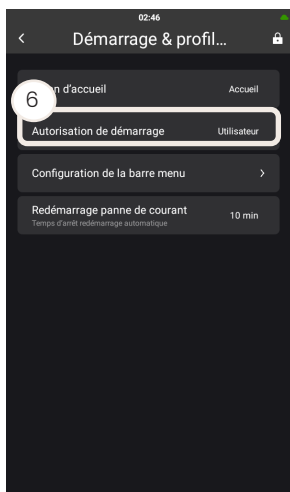 02:46
Démarrage & profil...
n d'accueil
Accueil
6
Autorisation de démarrage
Utilisateur
Configuration de la barre menu
Redémarrage panne de courant
Temps d'arrêt redémarrage automatique
10 min